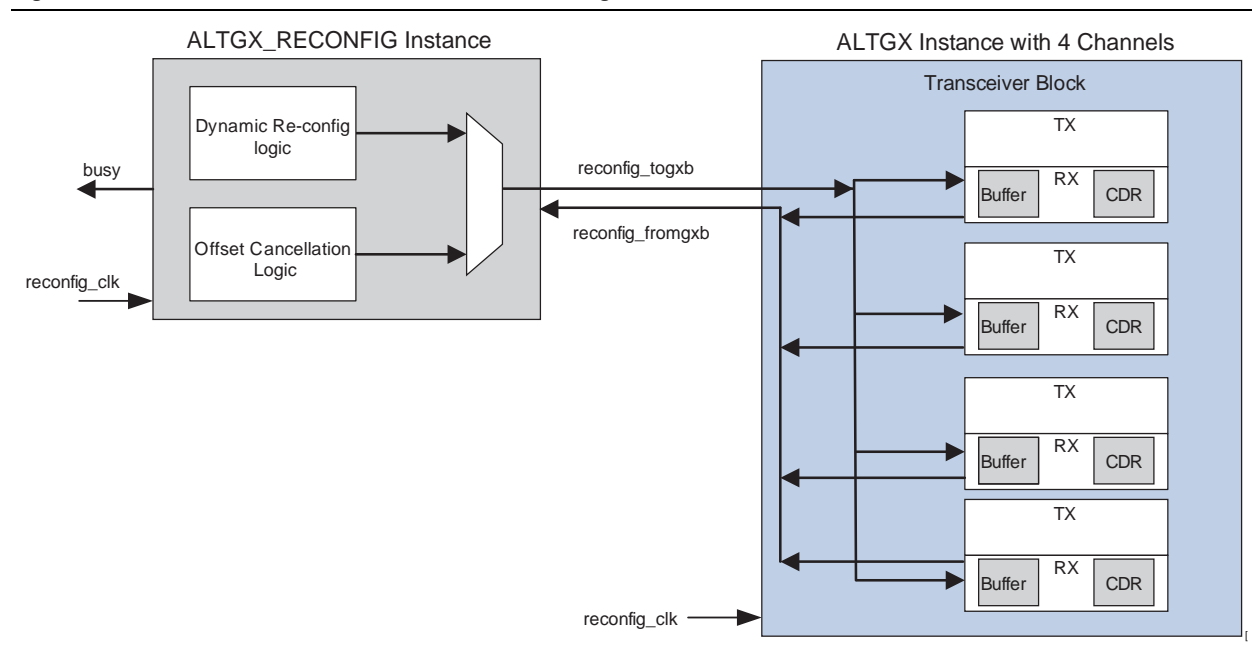 ALTGX_RECONFIG Instance
ALTGX Instance with 4 Channels
Transceiver Block
Dynamic Re-config
logic
Offset Cancellation
Logic
busy
reconfig_clk
reconfig_togxb
reconfig_fromgxb
TX
RX
Buffer
CDR
TX
RX
Buffer
CDR
TX
RX
Buffer
CDR
TX
RX
Buffer
CDR
reconfig_clk
[